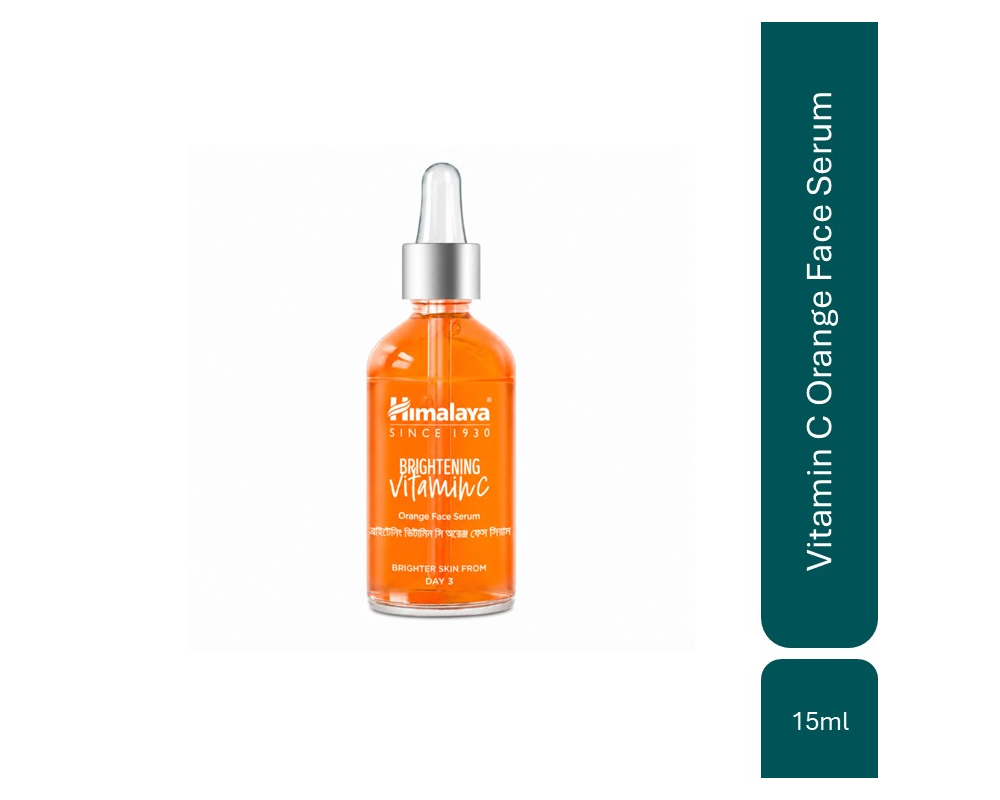 Himalaya
SINCE 1930
BRIGHTENING
Vitamin C
Orange Face Serum
ব্রাইটেনিং ভিটামিন সি অরেঞ্জ ফেস সিরাম
BRIGHTER SKIN FROM
DAY 3
Vitamin C Orange Face Serum
15ml